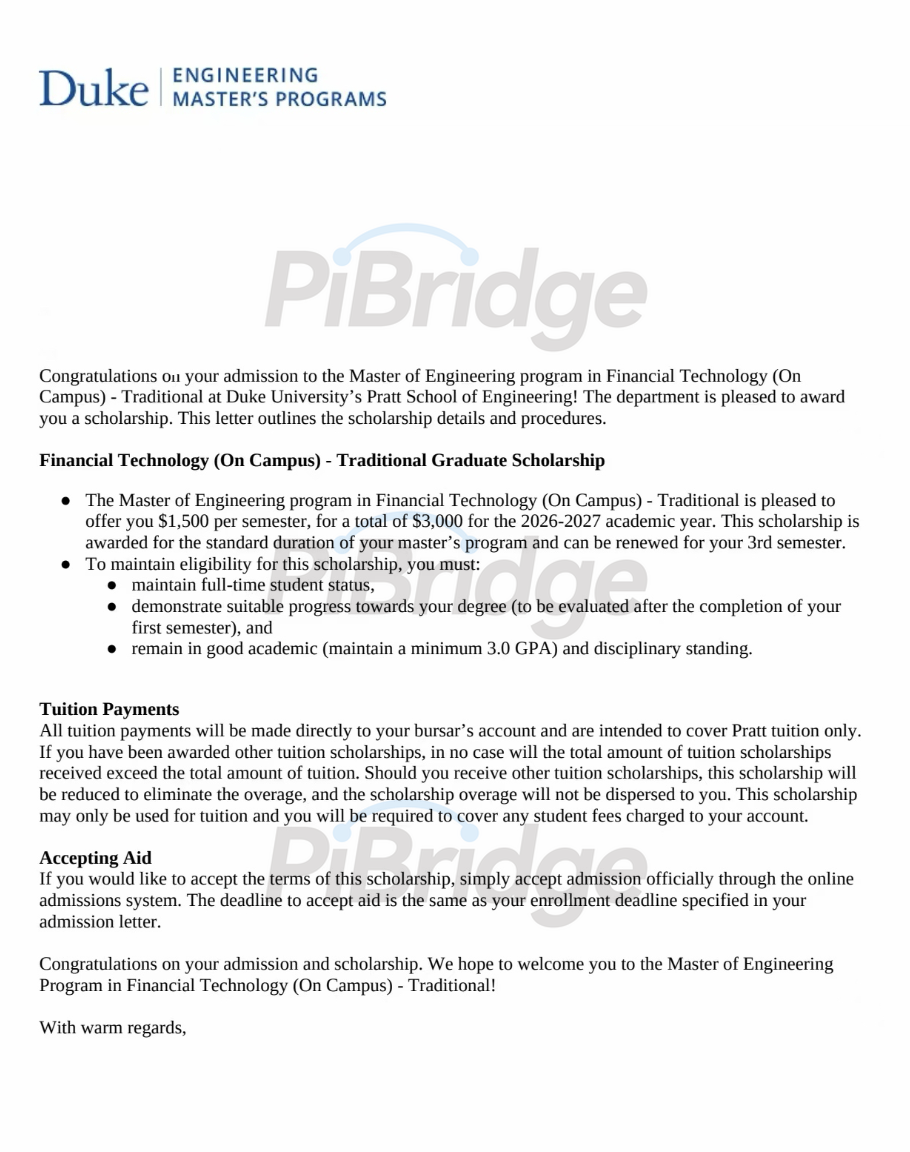 Duke
ENGINEERING
MASTER'S PROGRAMS
PiBridge
Congratulations on your admission to the Master of Engineering program in Financial Technology (On
Campus) - Traditional at Duke University’s Pratt School of Engineering! The department is pleased to award
you a scholarship. This letter outlines the scholarship details and procedures.
Financial Technology (On Campus) - Traditional Graduate Scholarship
● The Master of Engineering program in Financial Technology (On Campus) - Traditional is pleased to
offer you $1,500 per semester, for a total of $3,000 for the 2026-2027 academic year. This scholarship is
awarded for the standard duration of your master’s program and can be renewed for your 3rd semester.
● To maintain eligibility for this scholarship, you must:
● maintain full-time student status,
● demonstrate suitable progress towards your degree (to be evaluated after the completion of your
first semester), and
● remain in good academic (maintain a minimum 3.0 GPA) and disciplinary standing.
PiBridge
Tuition Payments
All tuition payments will be made directly to your bursar’s account and are intended to cover Pratt tuition only.
If you have been awarded other tuition scholarships, in no case will the total amount of tuition scholarships
received exceed the total amount of tuition. Should you receive other tuition scholarships, this scholarship will
be reduced to eliminate the overage, and the scholarship overage will not be dispersed to you. This scholarship
may only be used for tuition and you will be required to cover any student fees charged to your account.
PiBridge
Accepting Aid
If you would like to accept the terms of this scholarship, simply accept admission officially through the online
admissions system. The deadline to accept aid is the same as your enrollment deadline specified in your
admission letter.
Congratulations on your admission and scholarship. We hope to welcome you to the Master of Engineering
Program in Financial Technology (On Campus) - Traditional!
With warm regards,